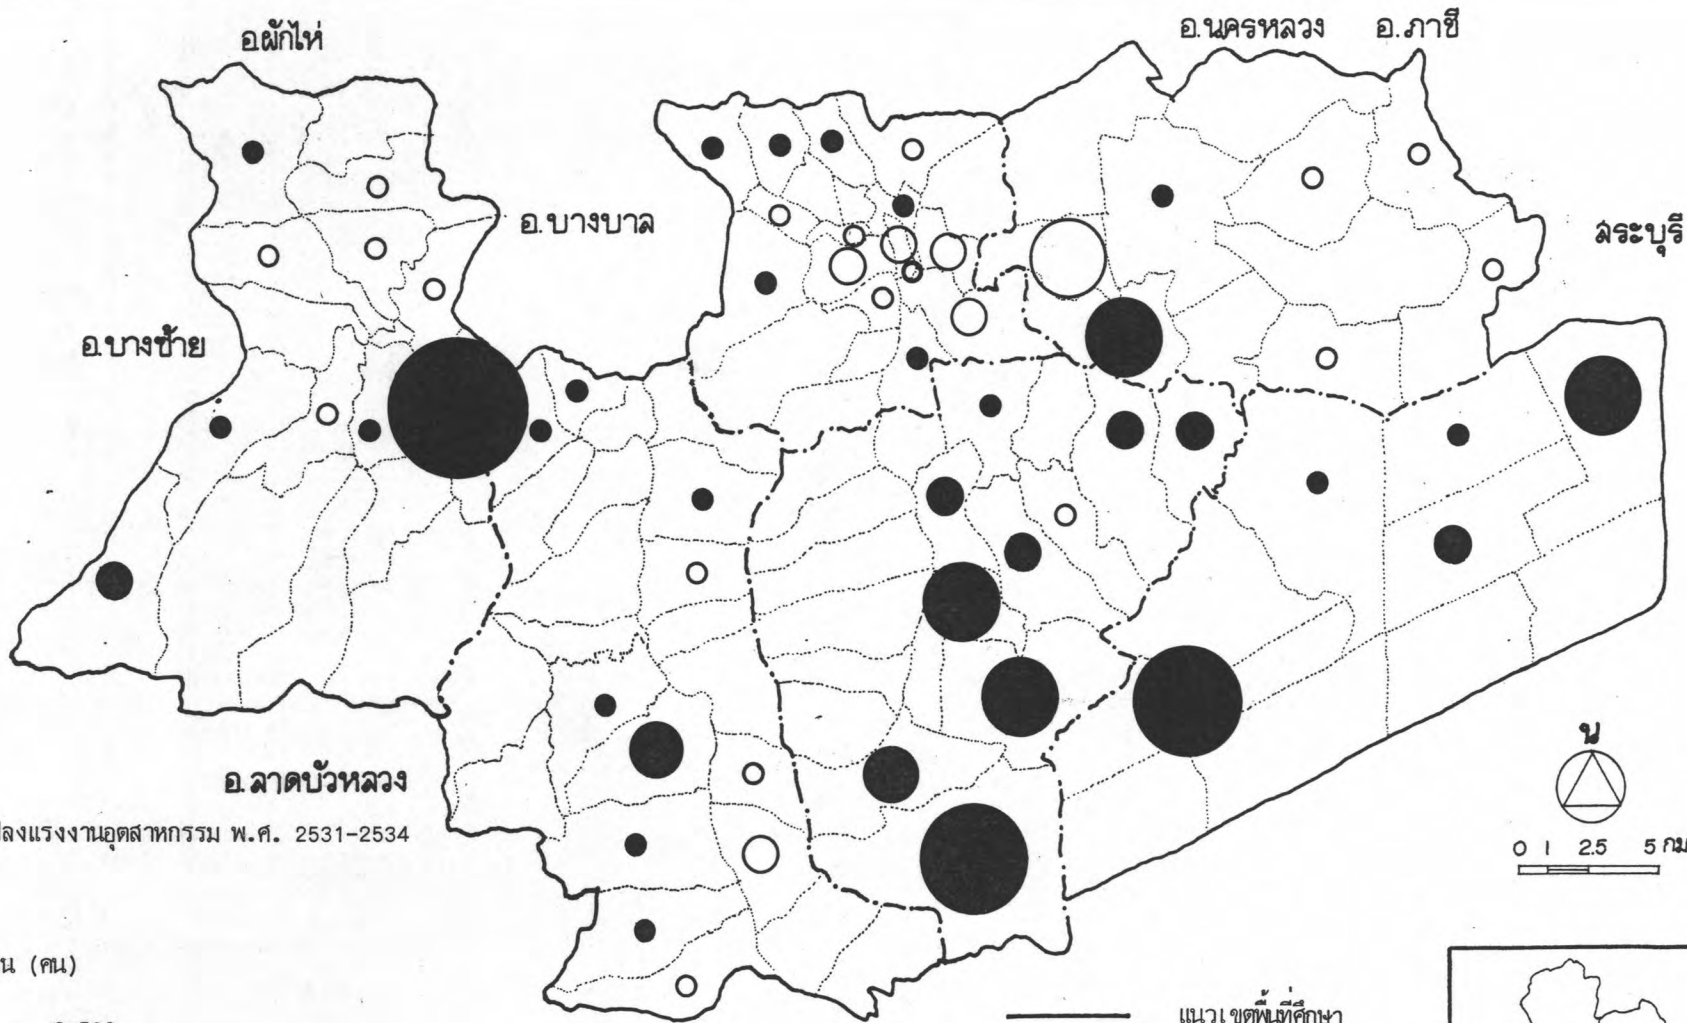 อ.ผักไห่
อ.นครหลวง
อ.ภาชี
อ.บางบาล
สระบุรี
อ.บางซ้าย
น
อ.ลาดบัวหลวง
ลงแรงงานอุตสาหกรรม พ.ศ. 2531-2534
0 1 2.5 5 กม
น (คน)
แนวเขตพื้นที่ศึกษา